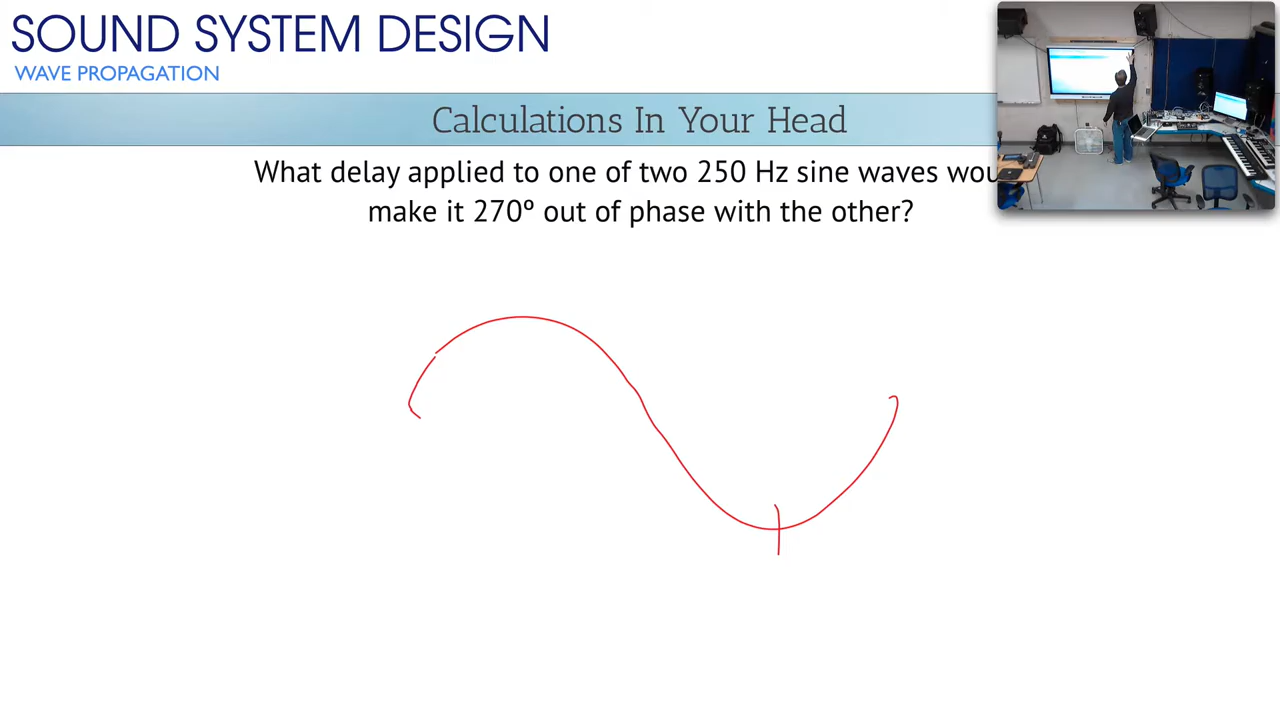 SOUND SYSTEM DESIGN
WAVE PROPAGATION
Calculations In Your Head
What delay applied to one of two 250 Hz sine waves wou
make it 270º out of phase with the other?